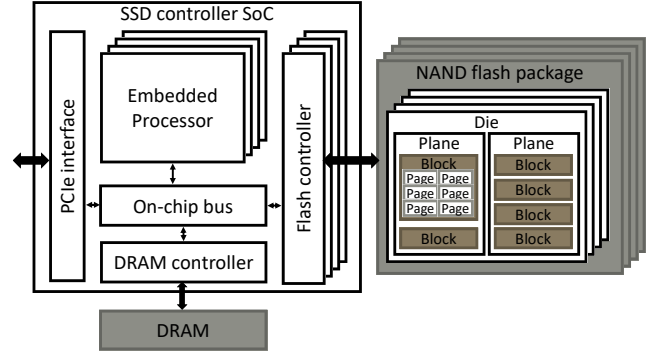 SSD controller SoC
PCIe interface
Embedded
Processor
On-chip bus
DRAM controller
Flash controller
DRAM
NAND flash package
Die
Plane
Block
Page Page
Page Page
Page Page
Block
Plane
Block
Block
Block
Block